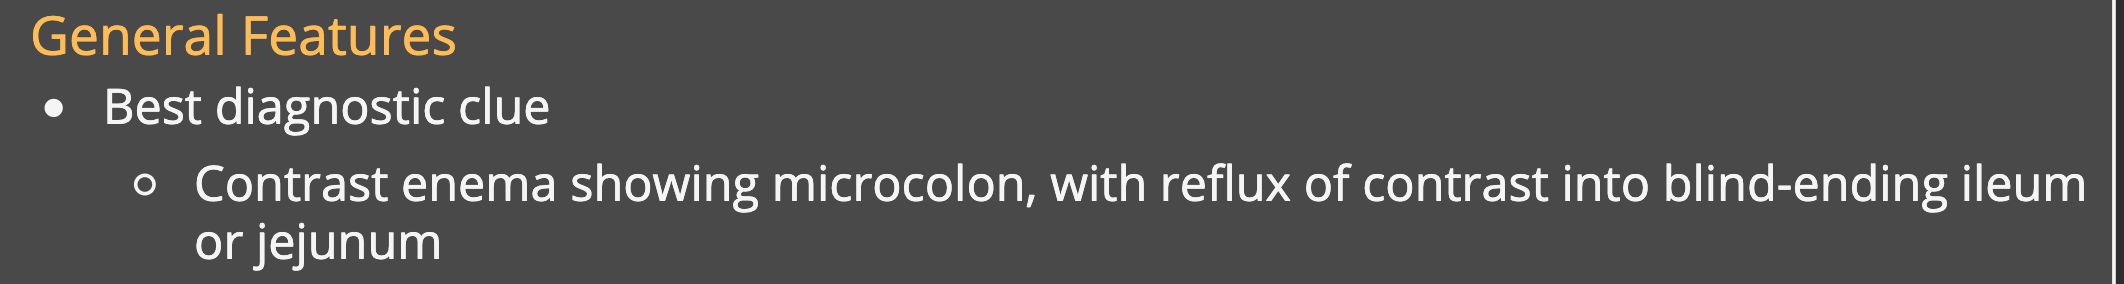 General Features
• Best diagnostic clue
○ Contrast enema showing microcolon, with reflux of contrast into blind-ending ileum
or jejunum